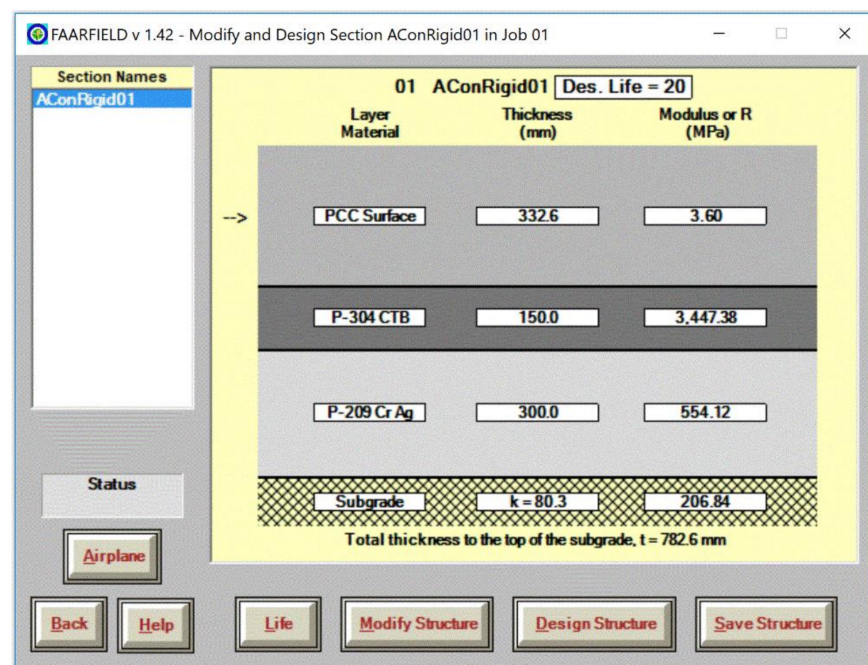 FAARFIELD v 1.42 - Modify and Design Section AConRigid01 in Job 01
Section Names
AConRigid01
01 AConRigid01 Des. Life = 20
Layer Material Thickness (mm) Modulus or R (MPa)
--> PCC Surface 332.6 3.60
P-304 CTB 150.0 3,447.38
P-209 Cr Ag 300.0 554.12
Subgrade k = 80.3 206.84
Total thickness to the top of the subgrade, t = 782.6 mm
Status
Airplane
Back Help Life Modify Structure Design Structure Save Structure